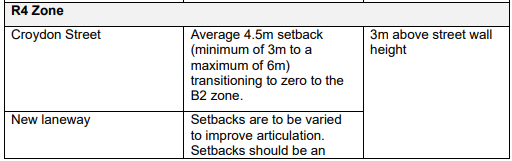 R4 Zone
Croydon Street
Average 4.5m setback
(minimum of 3m to a
maximum of 6m)
transitioning to zero to the
B2 zone.
3m above street wall
height
New laneway
Setbacks are to be varied
to improve articulation.
Setbacks should be an